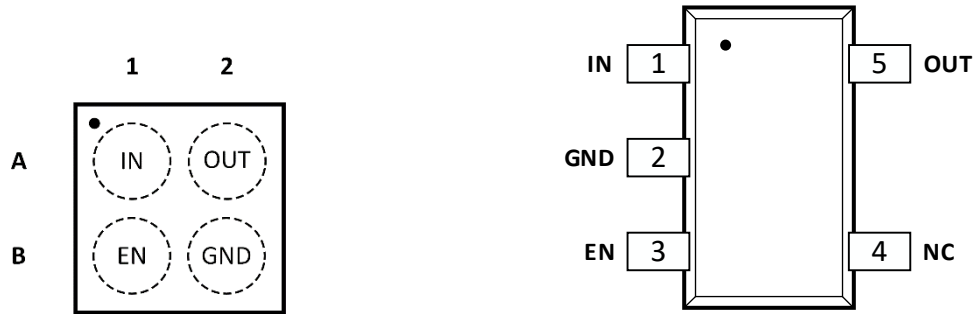 1 2
A IN OUT
B EN GND
IN 1 5 OUT
GND 2
EN 3 4 NC